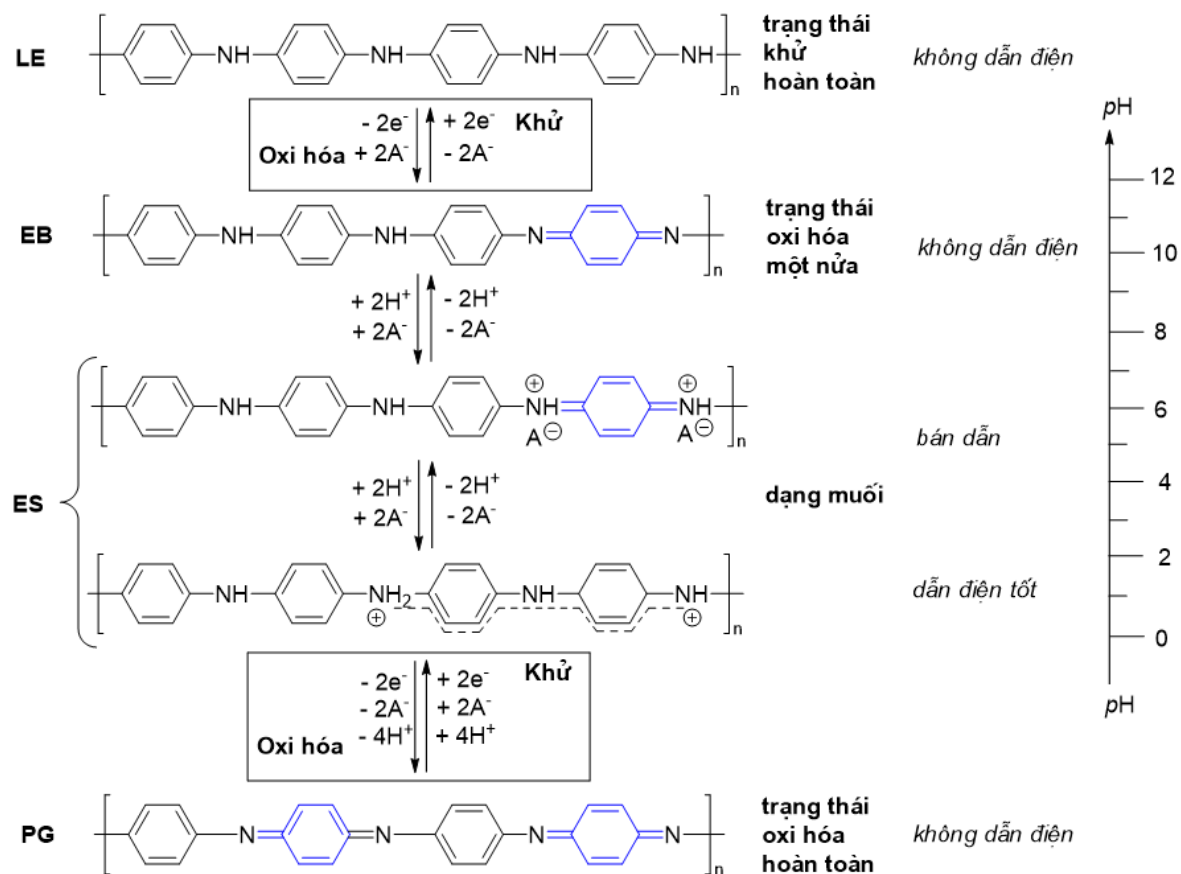 LE
NH NH NH NH
n
trạng thái
khử
hoàn toàn
không dẫn điện
- 2e⁻ + 2e⁻ Khử
Oxi hóa + 2A⁻ - 2A⁻
pH
12
10
8
6
4
2
0
pH
EB
NH NH N N
n
trạng thái
oxi hóa
một nửa
không dẫn điện
+ 2H⁺ - 2H⁺
+ 2A⁻ - 2A⁻
ES
NH NH NH⊕ NH⊕
A⊖ A⊖
n
bán dẫn
+ 2H⁺ - 2H⁺
+ 2A⁻ - 2A⁻
dạng muối
NH NH₂ NH NH
⊕ ⊕
n
dẫn điện tốt
- 2e⁻ + 2e⁻ Khử
- 2A⁻ + 2A⁻
Oxi hóa - 4H⁺ + 4H⁺
PG
N N N N
n
trạng thái
oxi hóa
hoàn toàn
không dẫn điện